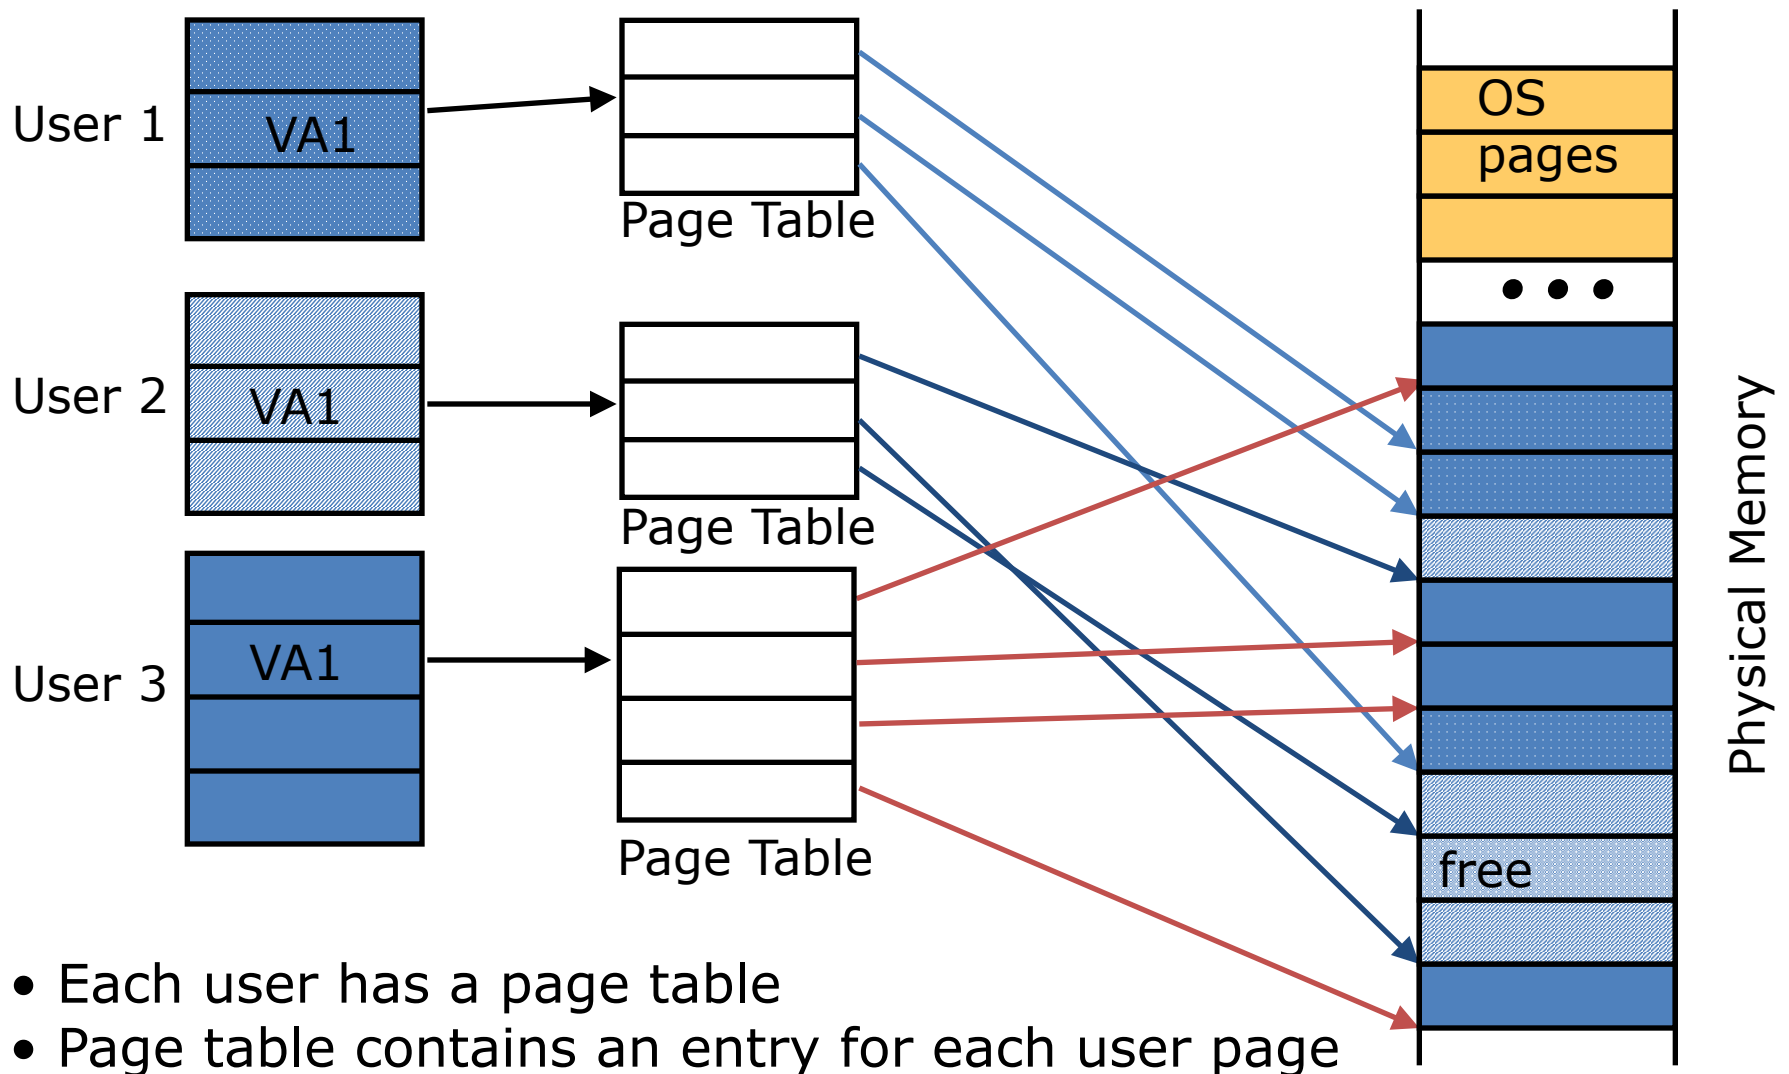 User 1
VA1
Page Table
User 2
VA1
Page Table
User 3
VA1
Page Table
OS
pages
• • •
free
Physical Memory
• Each user has a page table
• Page table contains an entry for each user page